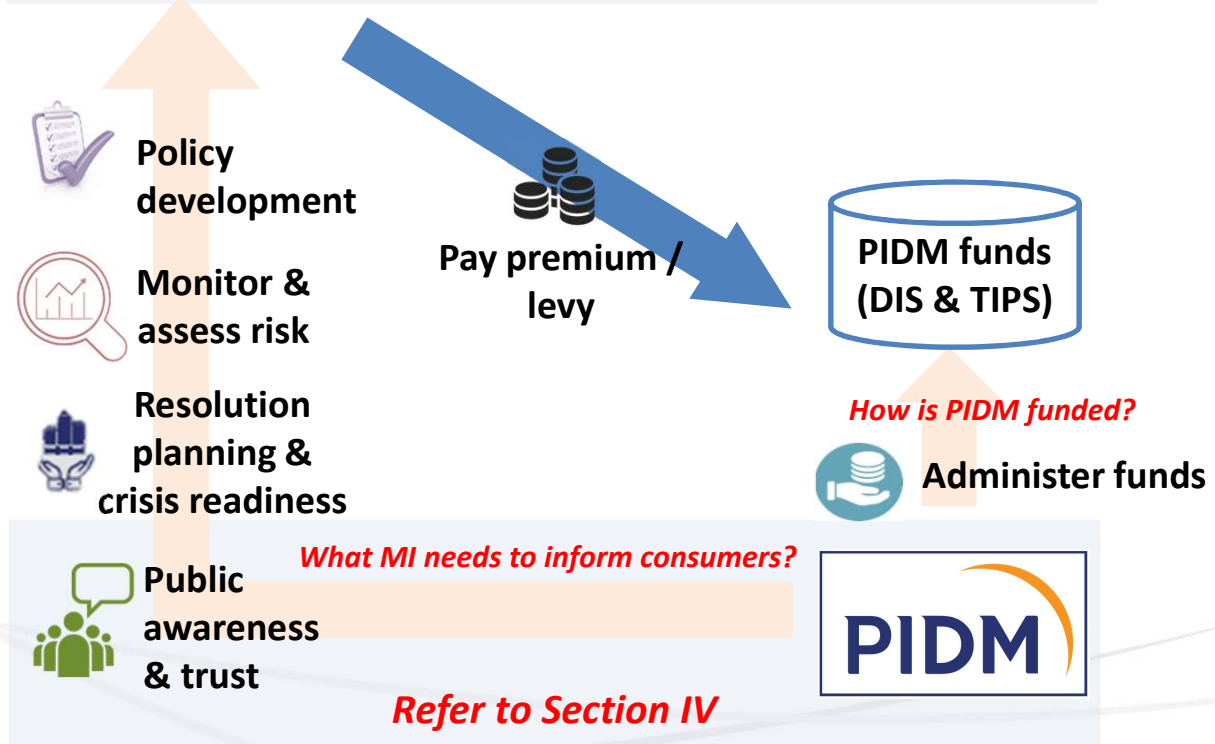 Policy
development
Monitor &
assess risk
Resolution
planning &
crisis readiness
Public
awareness
& trust
Pay premium /
levy
PIDM funds
(DIS & TIPS)
How is PIDM funded?
Administer funds
What MI needs to inform consumers?
PIDM
Refer to Section IV